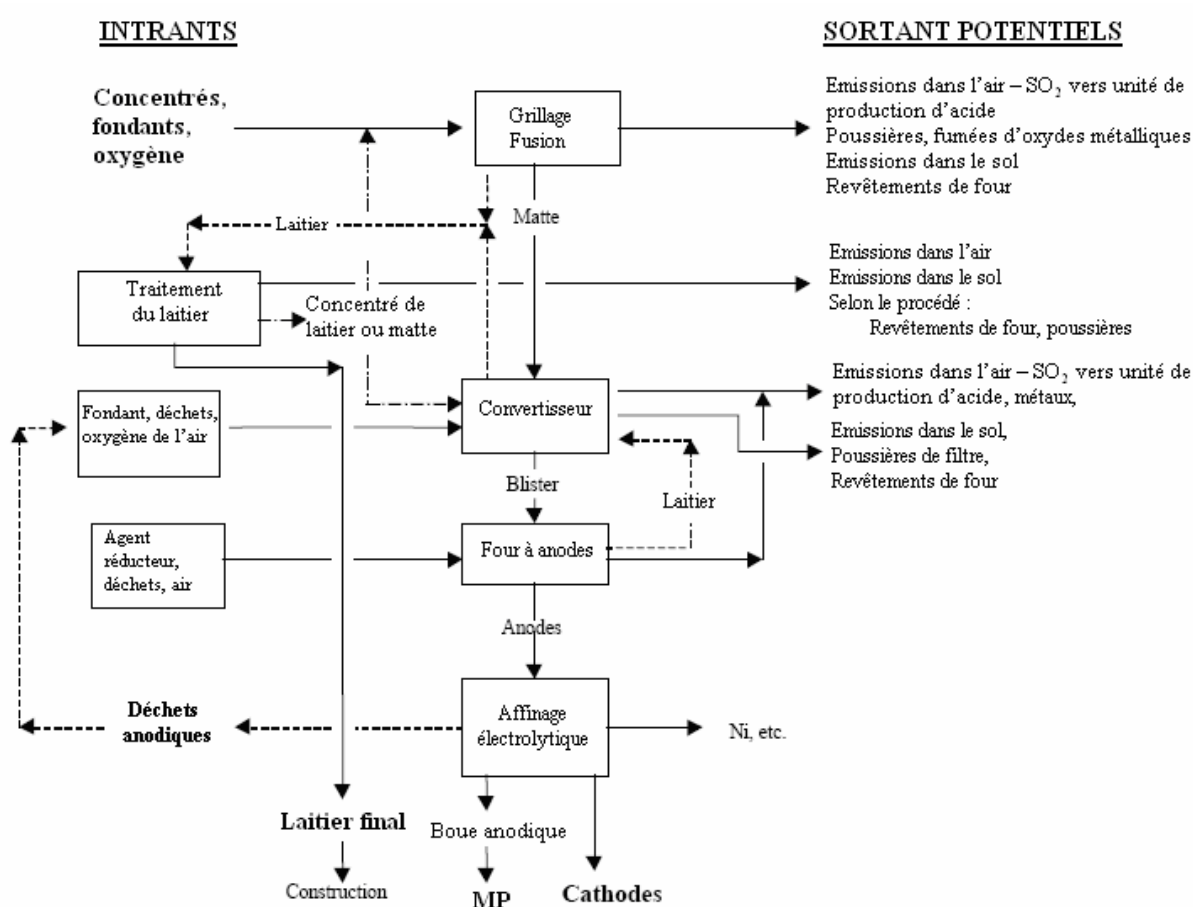 INTRANTS
SORTANT POTENTIELS
Concentrés,
fondants,
oxygène
Grillage
Fusion
Emissions dans l'air – SO₂ vers unité de
production d'acide
Poussières, fumées d'oxydes métalliques
Emissions dans le sol
Revêtements de four
Laitier
Matte
Traitement
du laitier
Concentré de
laitier ou matte
Emissions dans l'air
Emissions dans le sol
Selon le procédé :
Revêtements de four, poussières
Fondant, déchets,
oxygène de l'air
Convertisseur
Emissions dans l'air – SO₂ vers unité de
production d'acide, métaux,
Emissions dans le sol,
Poussières de filtre,
Revêtements de four
Blister
Laitier
Agent
réducteur,
déchets, air
Four à anodes
Anodes
Déchets
anodiques
Affinage
électrolytique
Ni, etc.
Laitier final
Boue anodique
Construction
MP
Cathodes